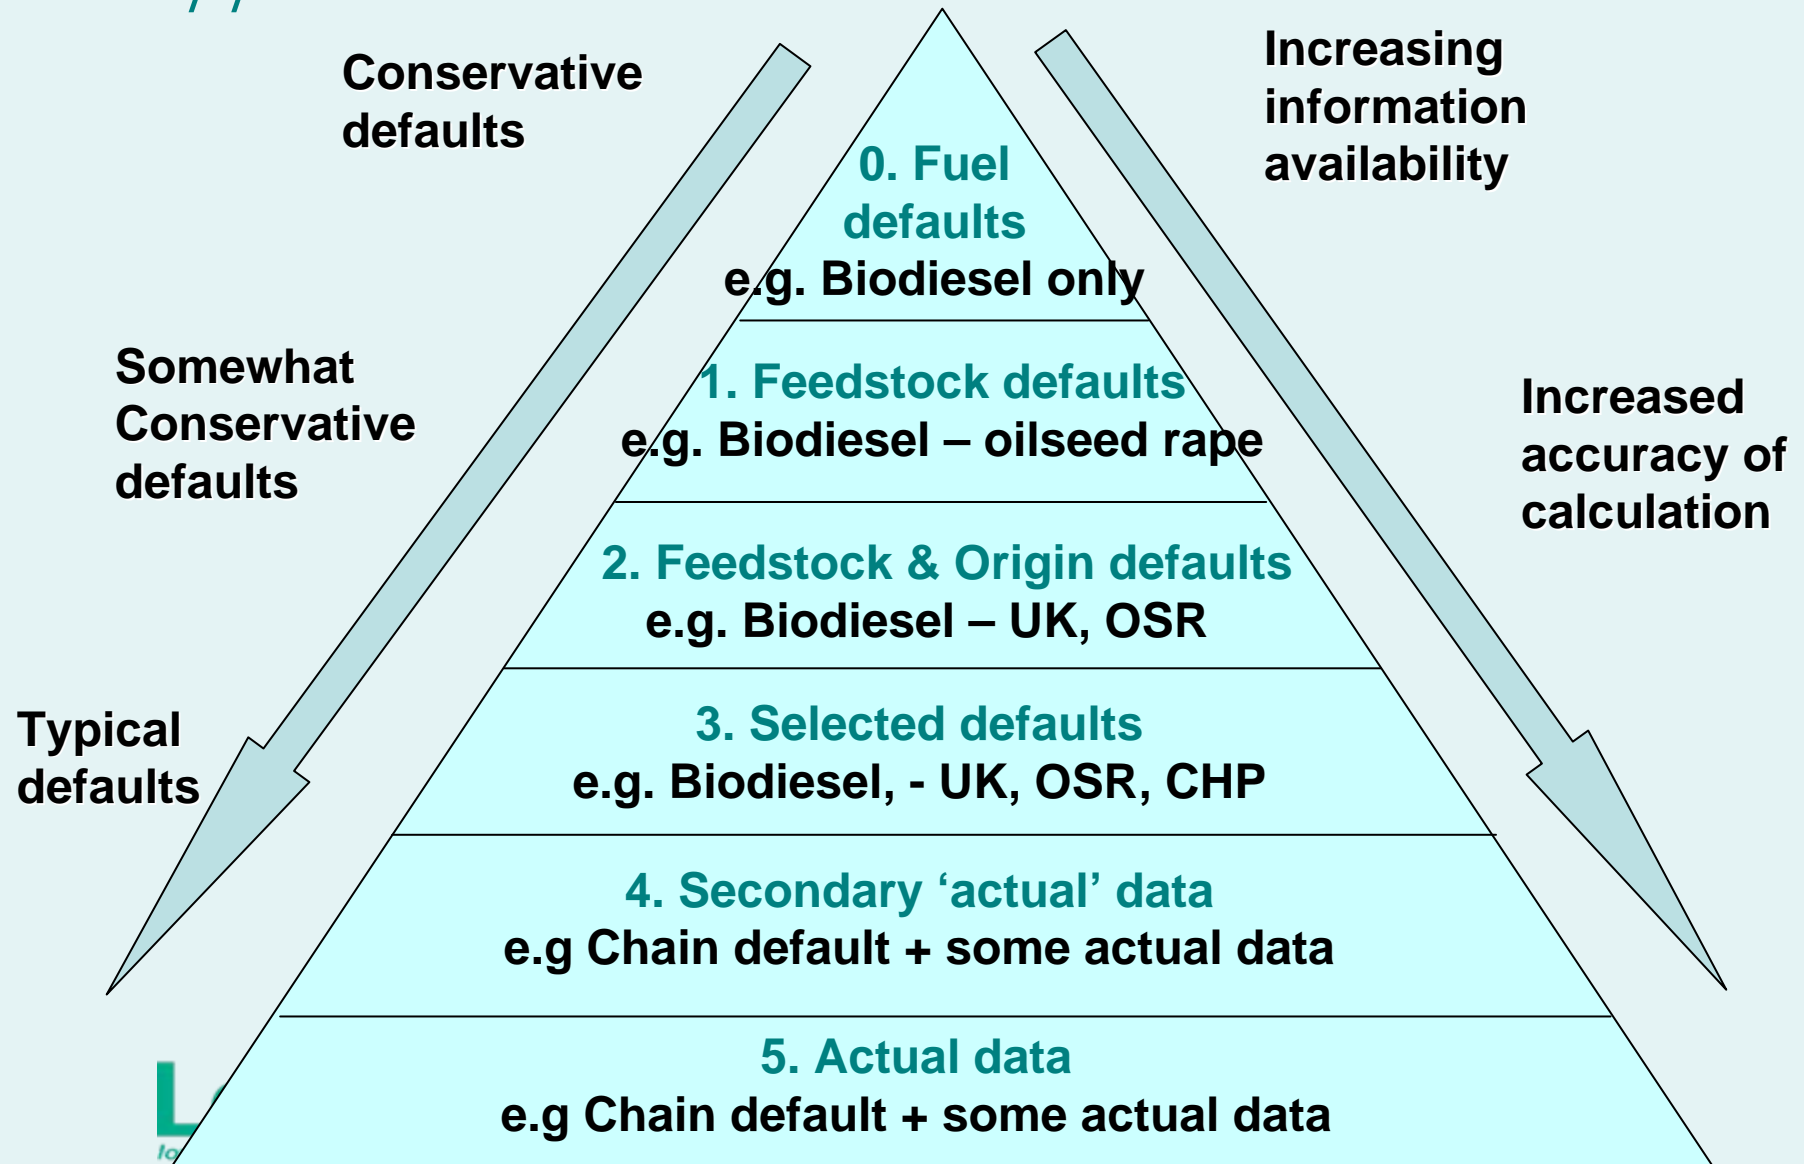 Conservative
defaults
Increasing
information
availability
0. Fuel
defaults
e.g. Biodiesel only
Somewhat
Conservative
defaults
1. Feedstock defaults
e.g. Biodiesel – oilseed rape
Increased
accuracy of
calculation
2. Feedstock & Origin defaults
e.g. Biodiesel – UK, OSR
Typical
defaults
3. Selected defaults
e.g. Biodiesel, - UK, OSR, CHP
4. Secondary ‘actual’ data
e.g Chain default + some actual data
5. Actual data
e.g Chain default + some actual data